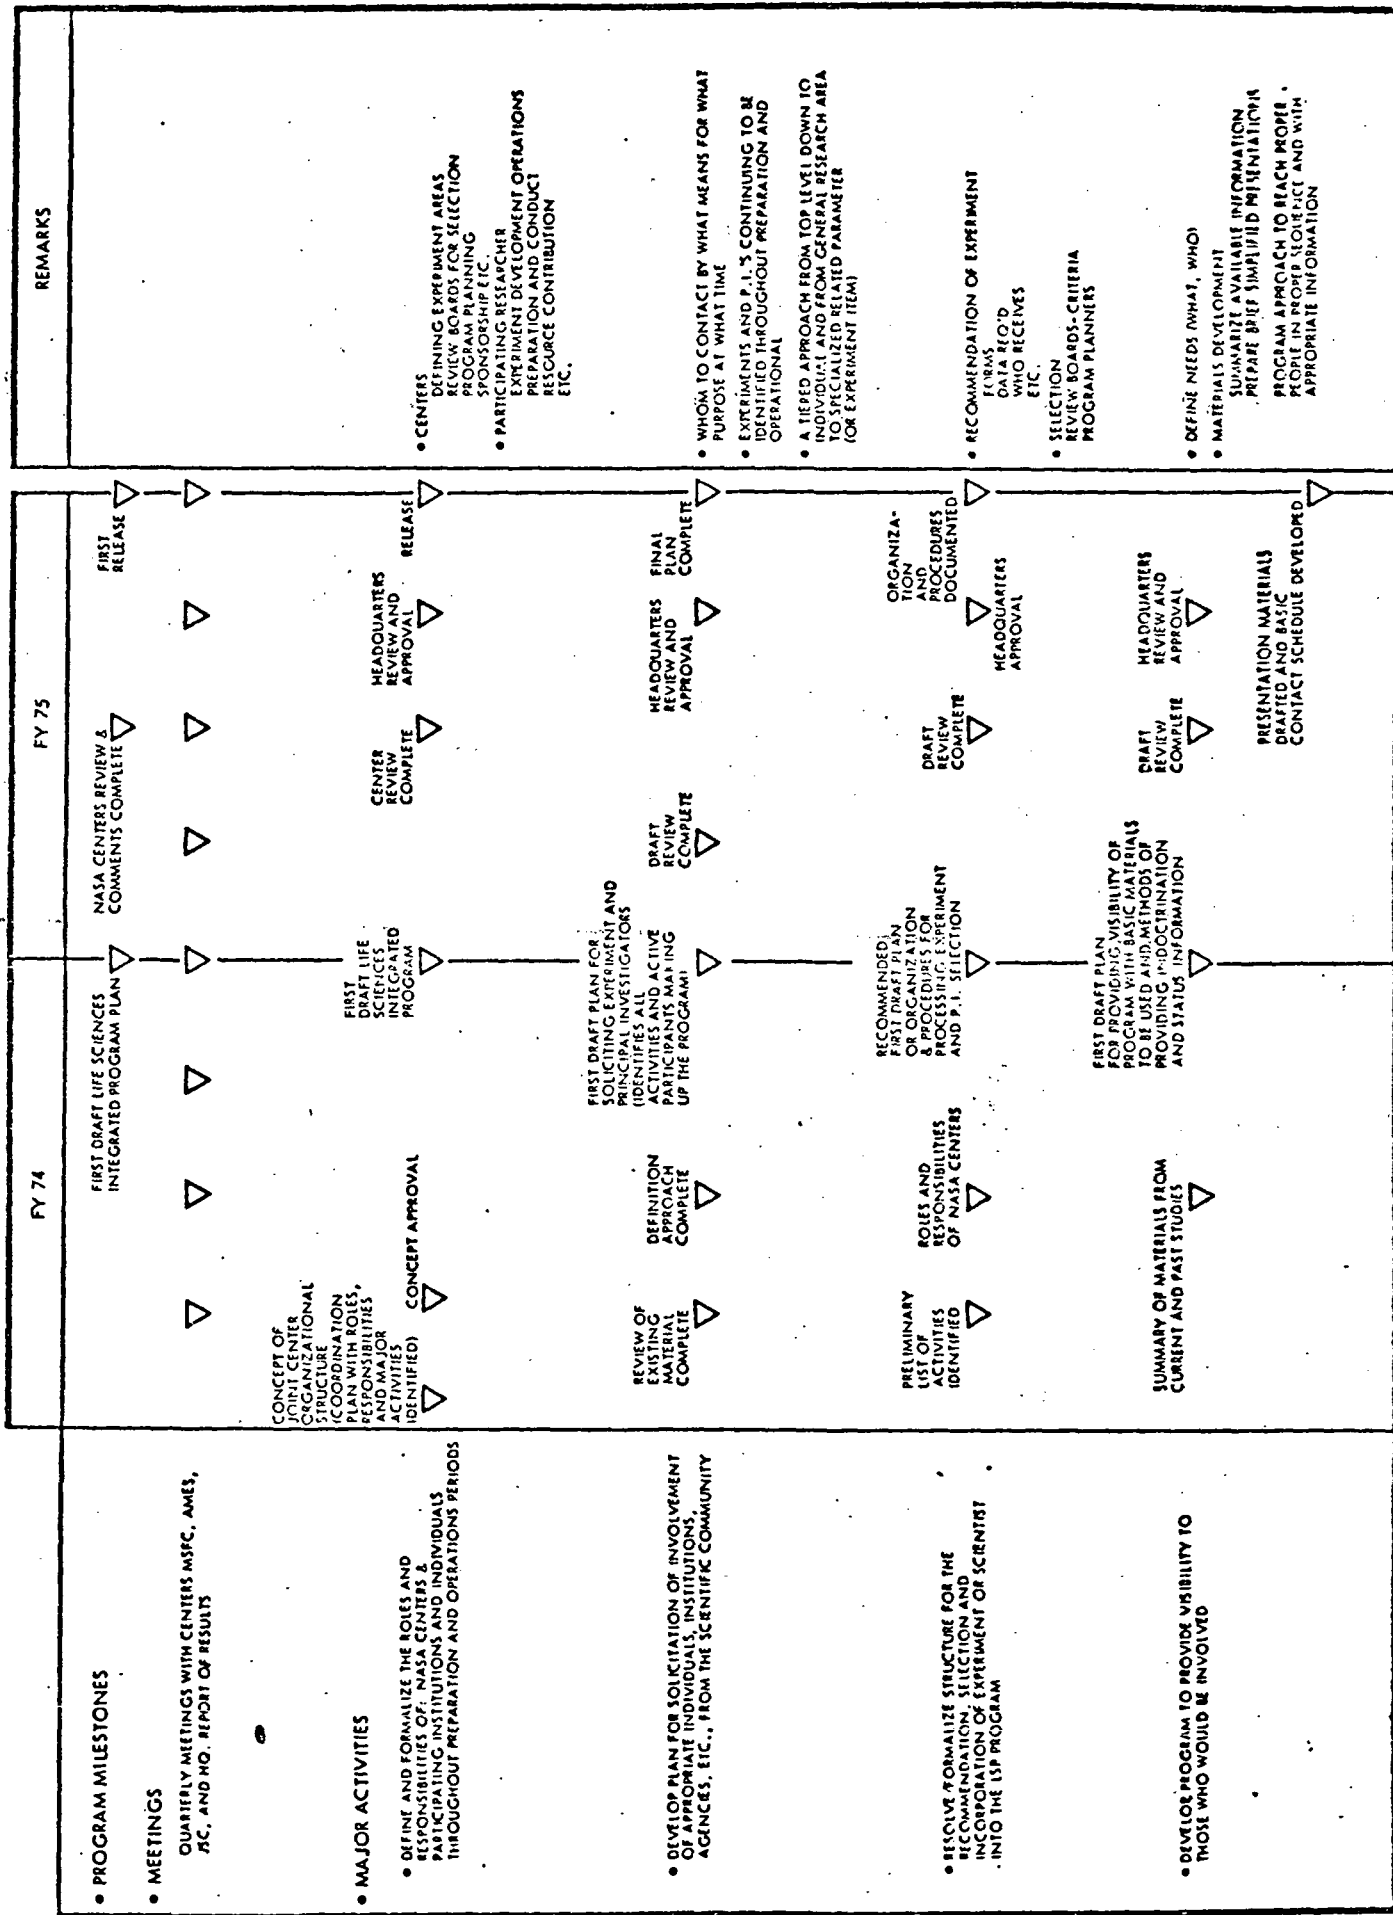 FY 74
FY 75
REMARKS
• PROGRAM MILESTONES
FIRST DRAFT LIFE SCIENCES
INTEGRATED PROGRAM PLAN
NASA CENTERS REVIEW &
COMMENTS COMPLETE
FIRST
RELEASE
• MEETINGS
QUARTERLY MEETINGS WITH CENTERS MSFC, AMES,
JSC, AND HQ. REPORT OF RESULTS
• MAJOR ACTIVITIES
• DEFINE AND FORMALIZE THE ROLES AND
RESPONSIBILITIES OF: NASA CENTERS &
PARTICIPATING INSTITUTIONS AND INDIVIDUALS
THROUGHOUT PREPARATION AND OPERATIONS PERIODS
CONCEPT OF
JOINT CENTER
ORGANIZATIONAL
STRUCTURE
(COORDINATION
PLAN WITH ROLES,
RESPONSIBILITIES
AND MAJOR
ACTIVITIES
IDENTIFIED)
CONCEPT APPROVAL
FIRST
DRAFT LIFE
SCIENCES
INTEGRATED
PROGRAM
CENTER
REVIEW
COMPLETE
HEADQUARTERS
REVIEW AND
APPROVAL
RELEASE
• CENTERS
DEFINING EXPERIMENT AREAS
REVIEW BOARDS FOR SELECTION
PROGRAM PLANNING
SPONSORSHIP ETC.
• PARTICIPATING RESEARCHER
EXPERIMENT DEVELOPMENT OPERATIONS
PREPARATION AND CONDUCT
RESOURCE CONTRIBUTION
ETC.
• DEVELOP PLAN FOR SOLICITATION OF INVOLVEMENT
OF APPROPRIATE INDIVIDUALS, INSTITUTIONS,
AGENCIES, ETC., FROM THE SCIENTIFIC COMMUNITY
REVIEW OF
EXISTING
MATERIAL
COMPLETE
DEFINITION
APPROACH
COMPLETE
FIRST DRAFT PLAN FOR
SOLICITING EXPERIMENT AND
PRINCIPAL INVESTIGATORS
(IDENTIFIES ALL
ACTIVITIES AND ACTIVE
PARTICIPANTS MAKING
UP THE PROGRAM)
DRAFT
REVIEW
COMPLETE
HEADQUARTERS
REVIEW AND
APPROVAL
FINAL
PLAN
COMPLETE
• WHOM TO CONTACT BY WHAT MEANS FOR WHAT
PURPOSE AT WHAT TIME
• EXPERIMENTS AND P.I.'S CONTINUING TO BE
IDENTIFIED THROUGHOUT PREPARATION AND
OPERATIONAL
• A TIERED APPROACH FROM TOP LEVEL DOWN TO
INDIVIDUAL AND FROM GENERAL RESEARCH AREA
TO SPECIALIZED RELATED PARAMETER
(OR EXPERIMENT ITEM)
• RESOLVE/FORMALIZE STRUCTURE FOR THE
RECOMMENDATION, SELECTION AND
INCORPORATION OF EXPERIMENT OR SCIENTIST
INTO THE LSP PROGRAM
PRELIMINARY
LIST OF
ACTIVITIES
IDENTIFIED
ROLES AND
RESPONSIBILITIES
OF NASA CENTERS
RECOMMENDED
FIRST DRAFT PLAN
OR ORGANIZATION
& PROCEDURES FOR
PROCESSING EXPERIMENT
AND P.I. SELECTION
DRAFT
REVIEW
COMPLETE
HEADQUARTERS
APPROVAL
ORGANIZA-
TION
AND
PROCEDURES
DOCUMENTED
• RECOMMENDATION OF EXPERIMENT
FORMS
DATA REQ'D
WHO RECEIVES
ETC.
• SELECTION
REVIEW BOARDS-CRITERIA
PROGRAM PLANNERS
• DEVELOP PROGRAM TO PROVIDE VISIBILITY TO
THOSE WHO WOULD BE INVOLVED
SUMMARY OF MATERIALS FROM
CURRENT AND PAST STUDIES
FIRST DRAFT PLAN
FOR PROVIDING VISIBILITY OF
PROGRAM WITH BASIC MATERIALS
TO BE USED AND METHODS OF
PROVIDING INDOCTRINATION
AND STATUS INFORMATION
DRAFT
REVIEW
COMPLETE
HEADQUARTERS
REVIEW AND
APPROVAL
PRESENTATION MATERIALS
DRAFTED AND BASIC
CONTACT SCHEDULE DEVELOPED
• DEFINE NEEDS (WHAT, WHO)
• MATERIALS DEVELOPMENT
SUMMARIZE AVAILABLE INFORMATION
PREPARE BRIEF SIMPLIFIED PRESENTATIONS
PROGRAM APPROACH TO REACH PROPER
PEOPLE IN PROPER SEQUENCE AND WITH
APPROPRIATE INFORMATION